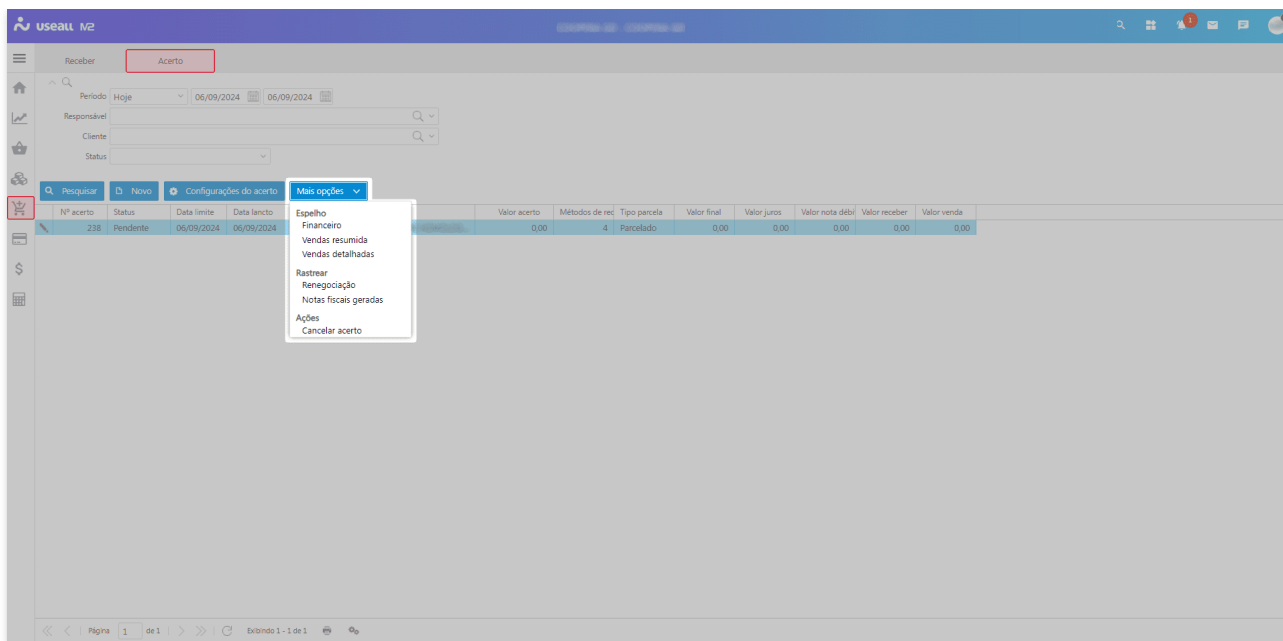 useall M2
1
Receber Acerto
Período Hoje 06/09/2024 06/09/2024
Responsável
Cliente
Status
Pesquisar Novo Configurações do acerto Mais opções
Nº acerto Status Data limite Data lancto Valor acerto Métodos de rec Tipo parcela Valor final Valor juros Valor nota débi Valor receber Valor venda
238 Pendente 06/09/2024 06/09/2024 0,00 4 Parcelado 0,00 0,00 0,00 0,00 0,00
Espelho
Financeiro
Vendas resumida
Vendas detalhadas
Rastrear
Renegociação
Notas fiscais geradas
Ações
Cancelar acerto
Página 1 de 1 Exibindo 1 - 1 de 1